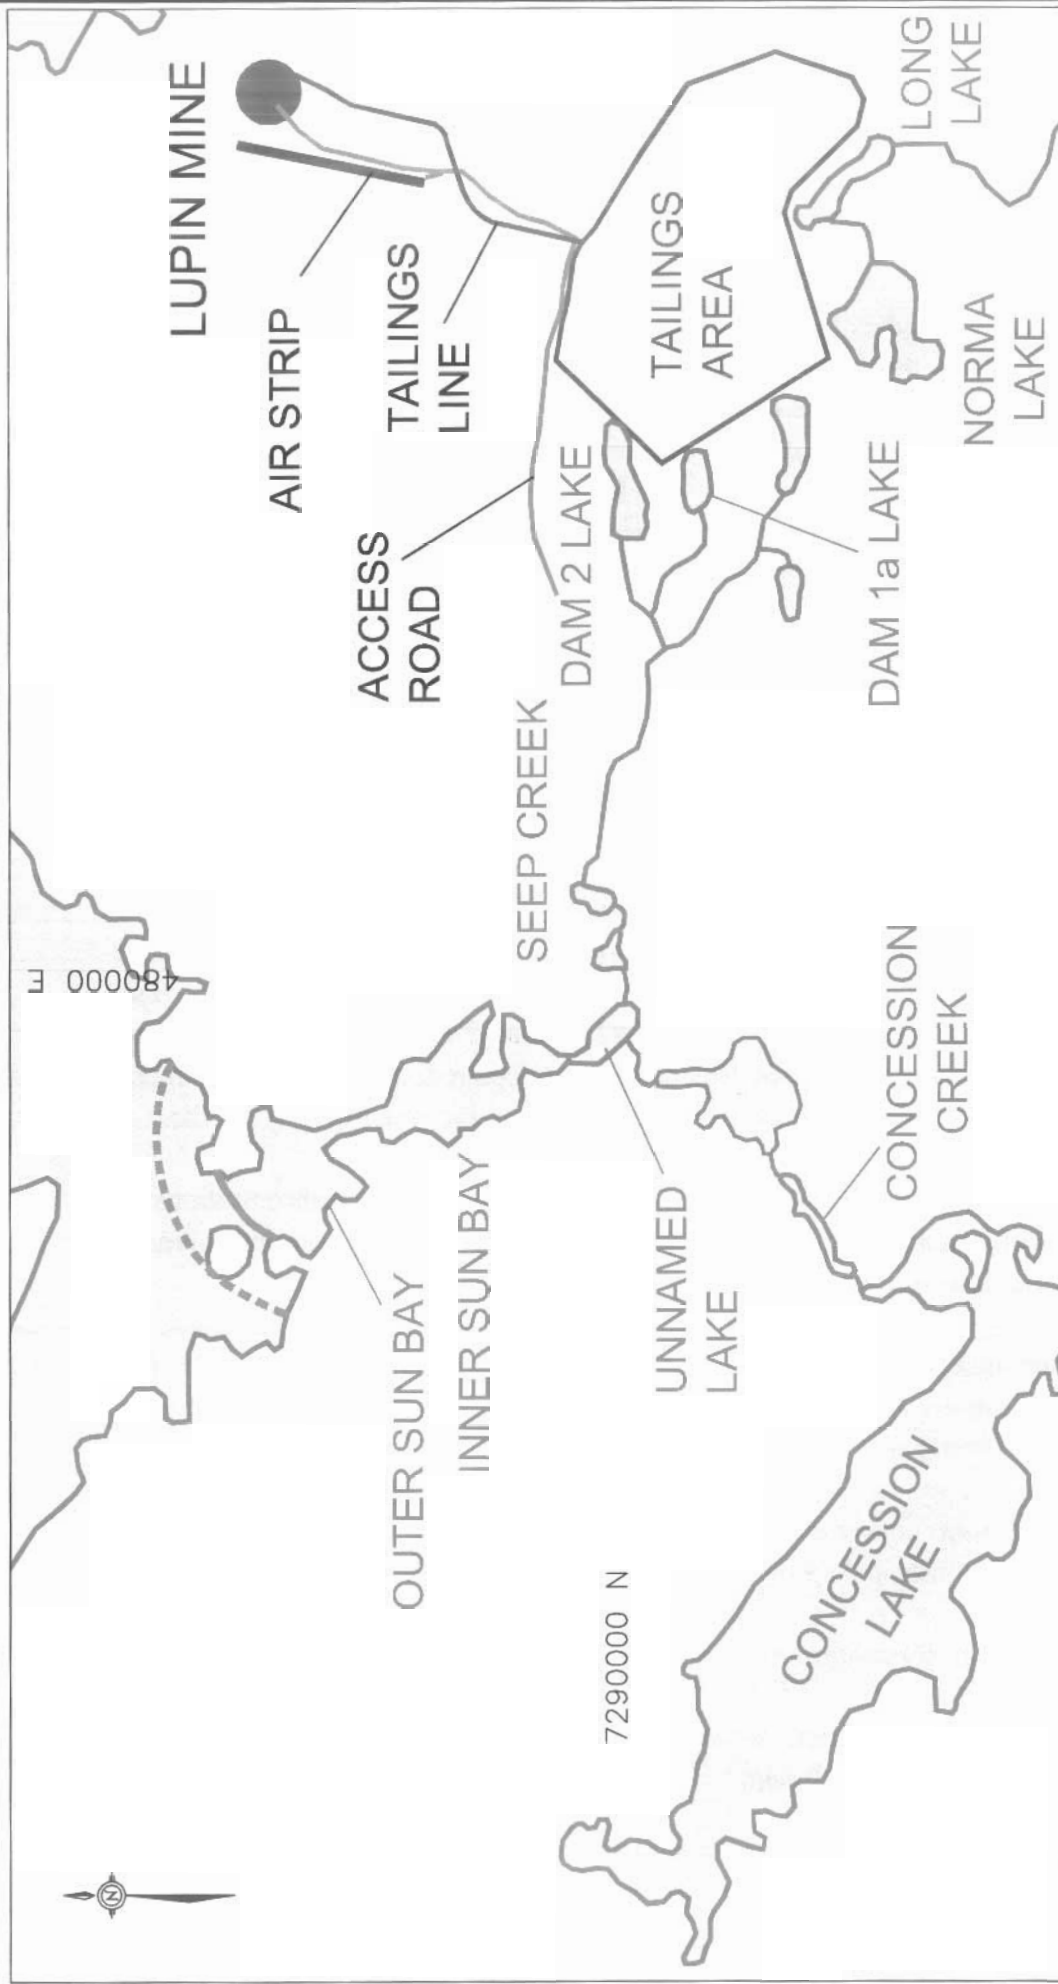 LUPIN MINE
AIR STRIP
TAILINGS
LINE
ACCESS
ROAD
TAILINGS
AREA
LONG
LAKE
NORMA
LAKE
DAM 2 LAKE
DAM 1a LAKE
SEEP CREEK
480000 E
CONCESSION
CREEK
UNNAMED
LAKE
INNER SUN BAY
OUTER SUN BAY
7290000 N
CONCESSION
LAKE
N